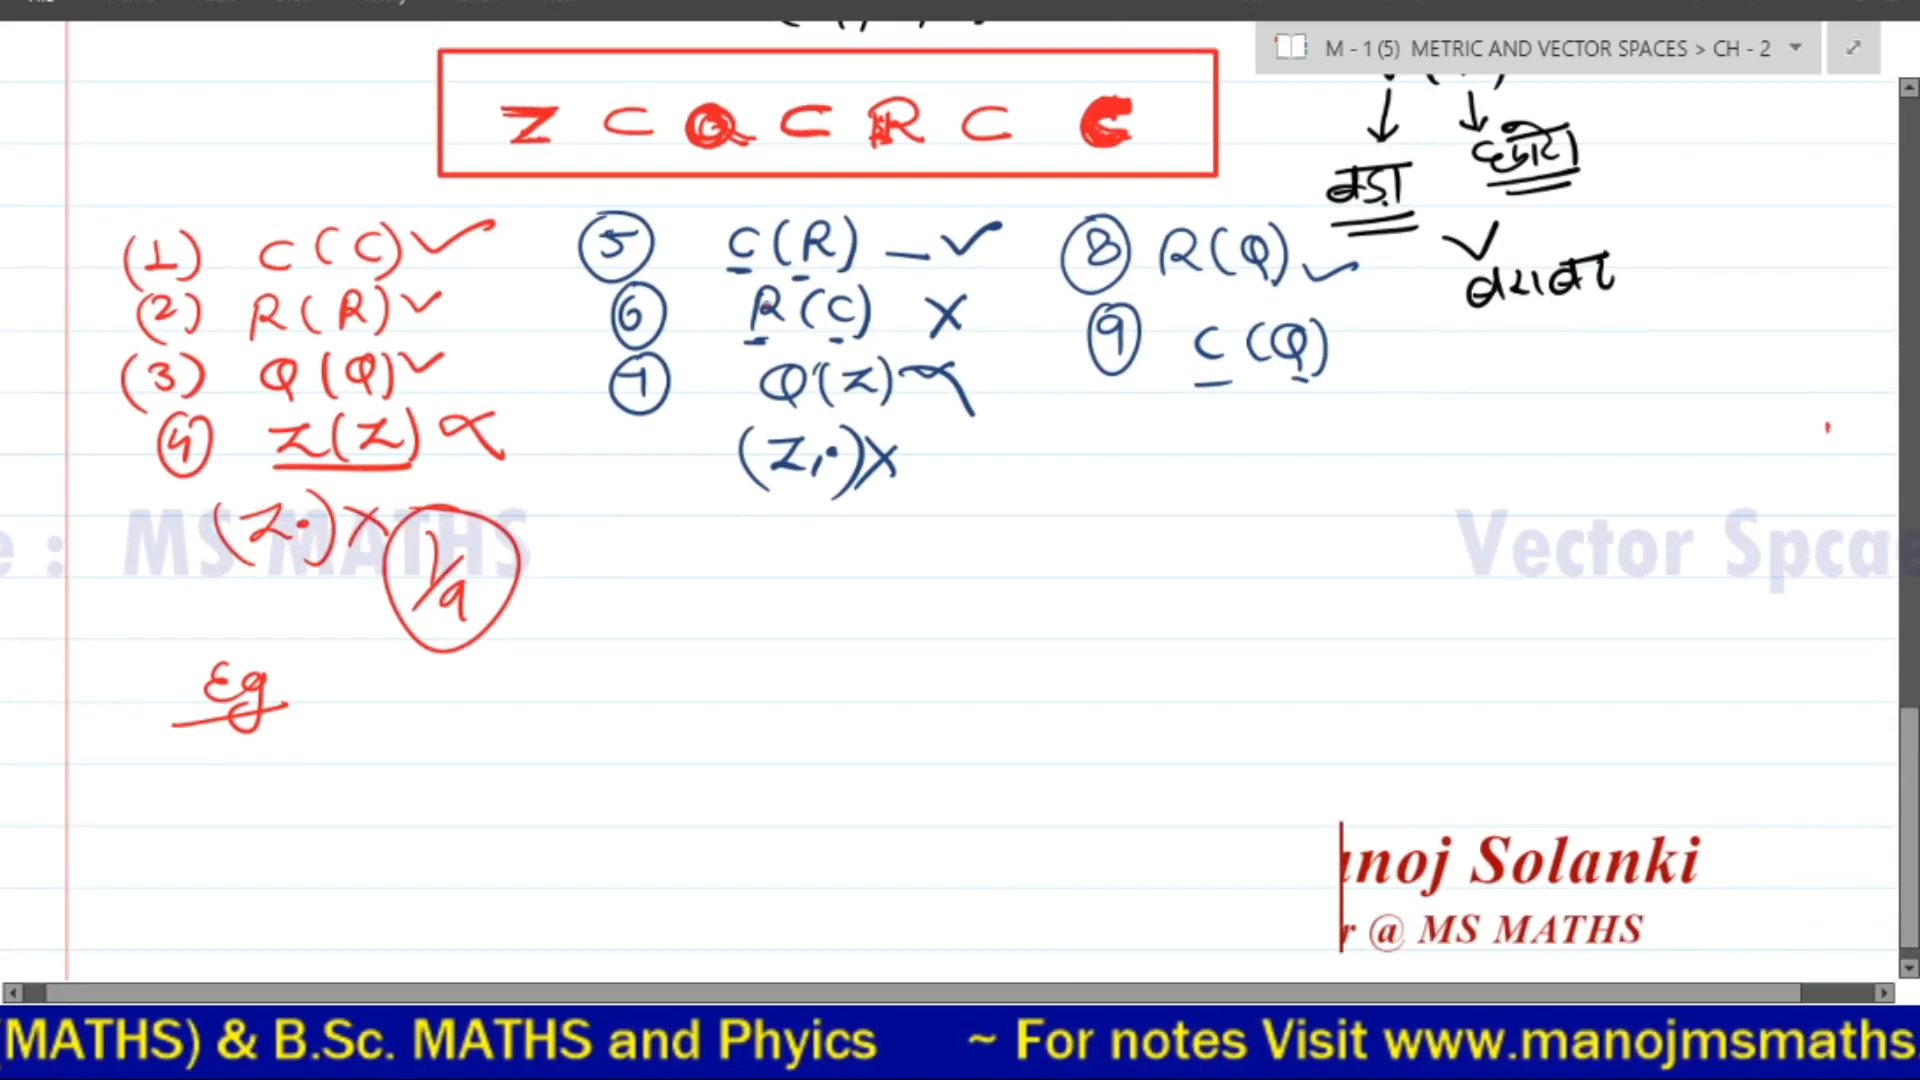 M - 1 (5) METRIC AND VECTOR SPACES > CH - 2
Z ⊂ Q ⊂ R ⊂ C
बड़ा
छोटा
बराबर
(1) C(C) ✓
(2) R(R) ✓
(3) Q(Q) ✓
(4) Z(Z) ×
(Z ·) ×
1/a
Eg
(5) C(R) — ✓
(6) R(C) ×
(7) Q(Z) ×
(Z, ·) ×
(8) R(Q) ✓
(9) C(Q)
e : MS MATHS
Vector Spcae
anoj Solanki
r @ MS MATHS
(MATHS) & B.Sc. MATHS and Phyics ~ For notes Visit www.manojmsmaths